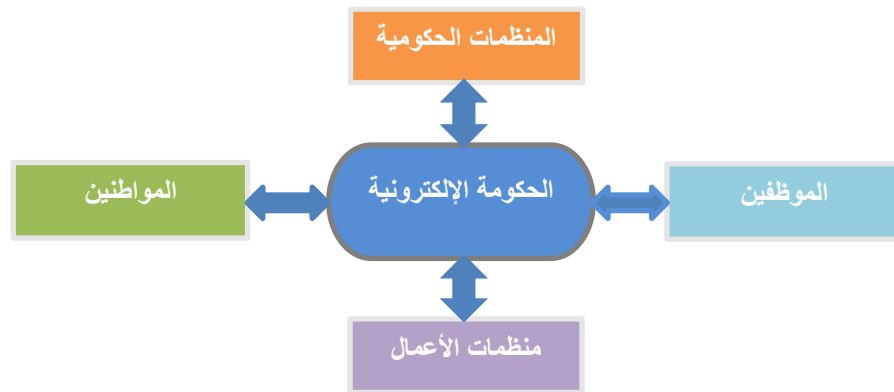 المنظمات الحكومية
الحكومة الإلكترونية
الموظفين
المواطنين
منظمات الأعمال